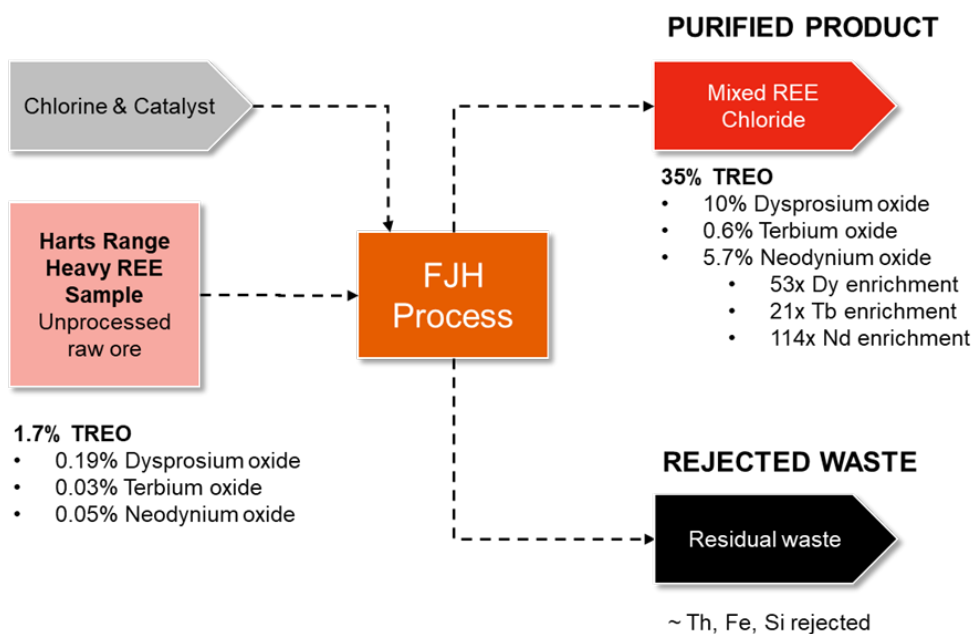 PURIFIED PRODUCT
Chlorine & Catalyst
Mixed REE
Chloride
35% TREO
• 10% Dysprosium oxide
• 0.6% Terbium oxide
• 5.7% Neodynium oxide
• 53x Dy enrichment
• 21x Tb enrichment
• 114x Nd enrichment
Harts Range
Heavy REE
Sample
Unprocessed
raw ore
FJH
Process
1.7% TREO
• 0.19% Dysprosium oxide
• 0.03% Terbium oxide
• 0.05% Neodynium oxide
REJECTED WASTE
Residual waste
~ Th, Fe, Si rejected